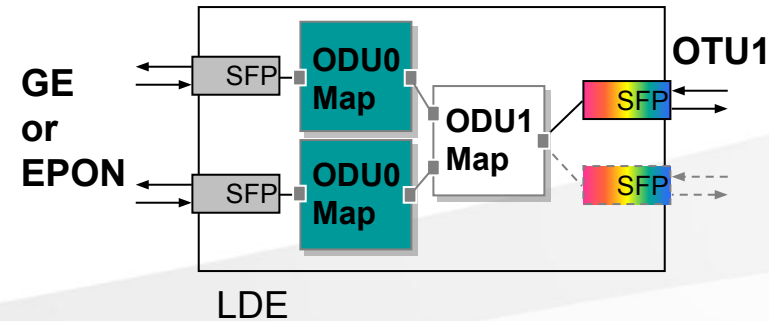 GE
or
EPON
SFP
ODU0
Map
SFP
ODU0
Map
ODU1
Map
OTU1
SFP
SFP
LDE